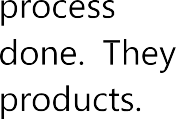 process
done. They
products.